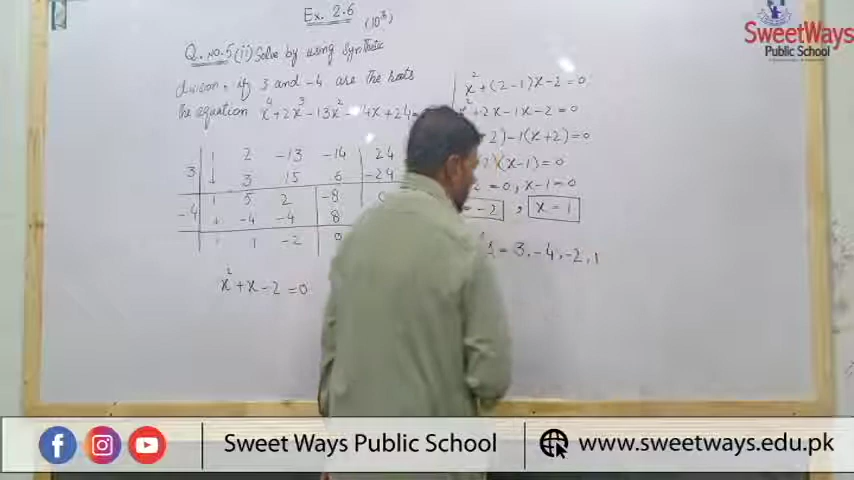 Ex. 2.6 (10th)
Q.No.5 (ii) Solve by using synthetic
division, if 3 and -4 are the roots
the equation x⁴+2x³-13x²-14x+24=
3 1 2 -13 -14 24
↓ 3 15 6 -24
-4 1 5 2 -8 0
↓ -4 -4 8
1 1 -2 0
x²+x-2=0
x²+(2-1)x-2=0
x²+2x-1x-2=0
2)-1(x+2)=0
2)(x-1)=0
2=0, x-1=0
=-2, x=1
= 3,-4,-2,1
SweetWays
Public School
Sweet Ways Public School
www.sweetways.edu.pk